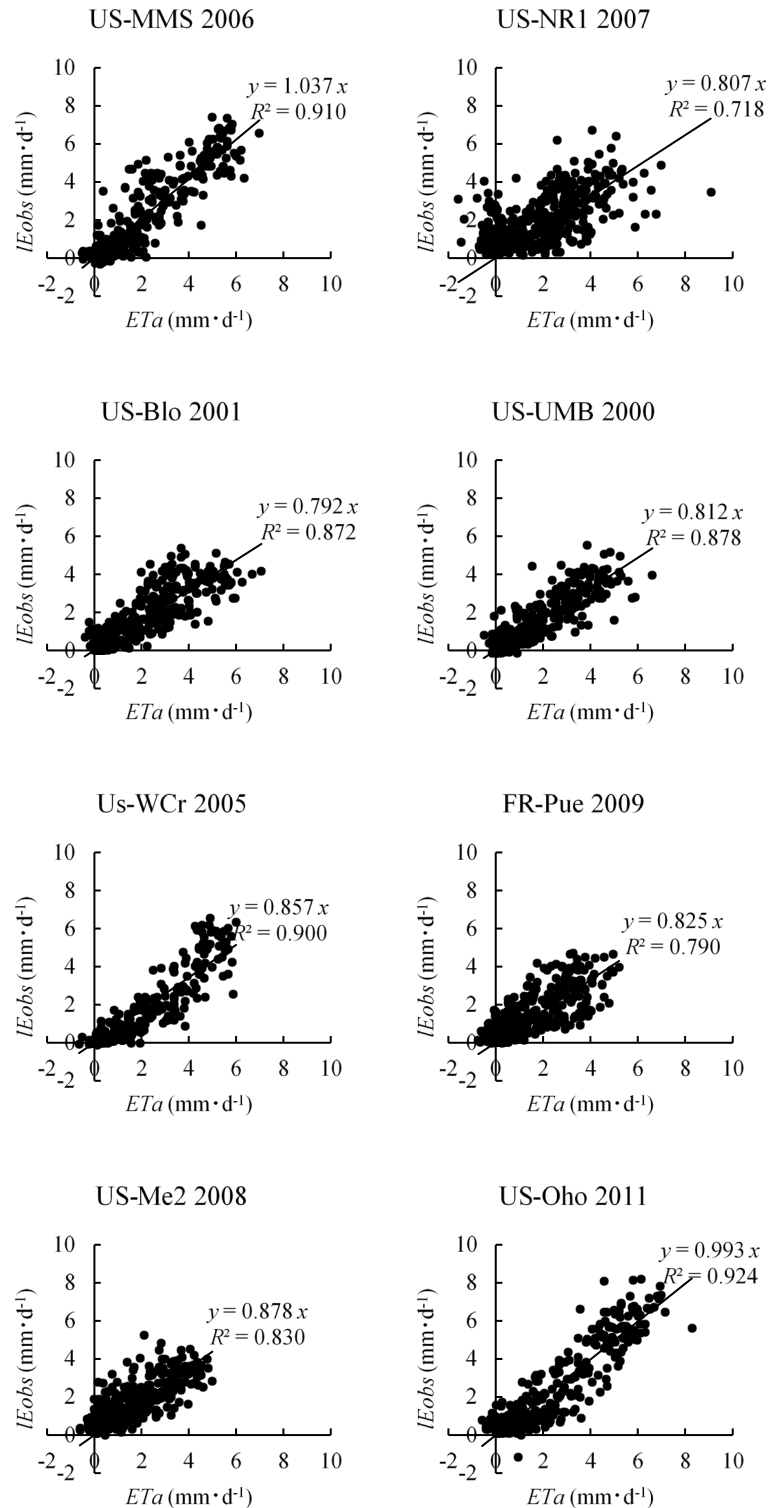 US-MMS 2006
y = 1.037 x
R² = 0.910
10
8
6
4
2
0
-2
-2 0 2 4 6 8 10
lEobs (mm·d⁻¹)
ETa (mm·d⁻¹)
US-NR1 2007
y = 0.807 x
R² = 0.718
10
8
6
4
2
0
-2
-2 0 2 4 6 8 10
lEobs (mm·d⁻¹)
ETa (mm·d⁻¹)
US-Blo 2001
y = 0.792 x
R² = 0.872
10
8
6
4
2
0
-2
-2 0 2 4 6 8 10
lEobs (mm·d⁻¹)
ETa (mm·d⁻¹)
US-UMB 2000
y = 0.812 x
R² = 0.878
10
8
6
4
2
0
-2
-2 0 2 4 6 8 10
lEobs (mm·d⁻¹)
ETa (mm·d⁻¹)
Us-WCr 2005
y = 0.857 x
R² = 0.900
10
8
6
4
2
0
-2
-2 0 2 4 6 8 10
lEobs (mm·d⁻¹)
ETa (mm·d⁻¹)
FR-Pue 2009
y = 0.825 x
R² = 0.790
10
8
6
4
2
0
-2
-2 0 2 4 6 8 10
lEobs (mm·d⁻¹)
ETa (mm·d⁻¹)
US-Me2 2008
y = 0.878 x
R² = 0.830
10
8
6
4
2
0
-2
-2 0 2 4 6 8 10
lEobs (mm·d⁻¹)
ETa (mm·d⁻¹)
US-Oho 2011
y = 0.993 x
R² = 0.924
10
8
6
4
2
0
-2
-2 0 2 4 6 8 10
lEobs (mm·d⁻¹)
ETa (mm·d⁻¹)